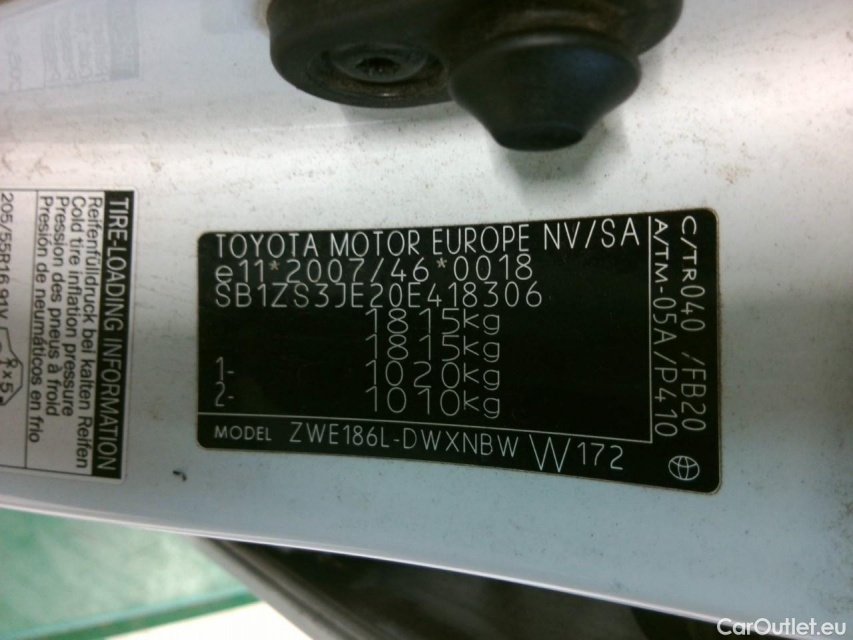 TIRE-LOADING INFORMATION
Reifenfülldruck bei kalten Reifen
Cold tire inflation pressure
Pression des pneus à froid
Presión de neumáticos en frio
205/55R16 91V
x5
TOYOTA MOTOR EUROPE NV/SA
e11*2007/46*0018
SB1ZS3JE20E418306
1815kg
1815kg
1- 1020kg
2- 1010kg
MODEL ZWE186L-DWXNBW W172
C/TR040 /FB20
A/TM-05A/P410
CarOutlet.eu